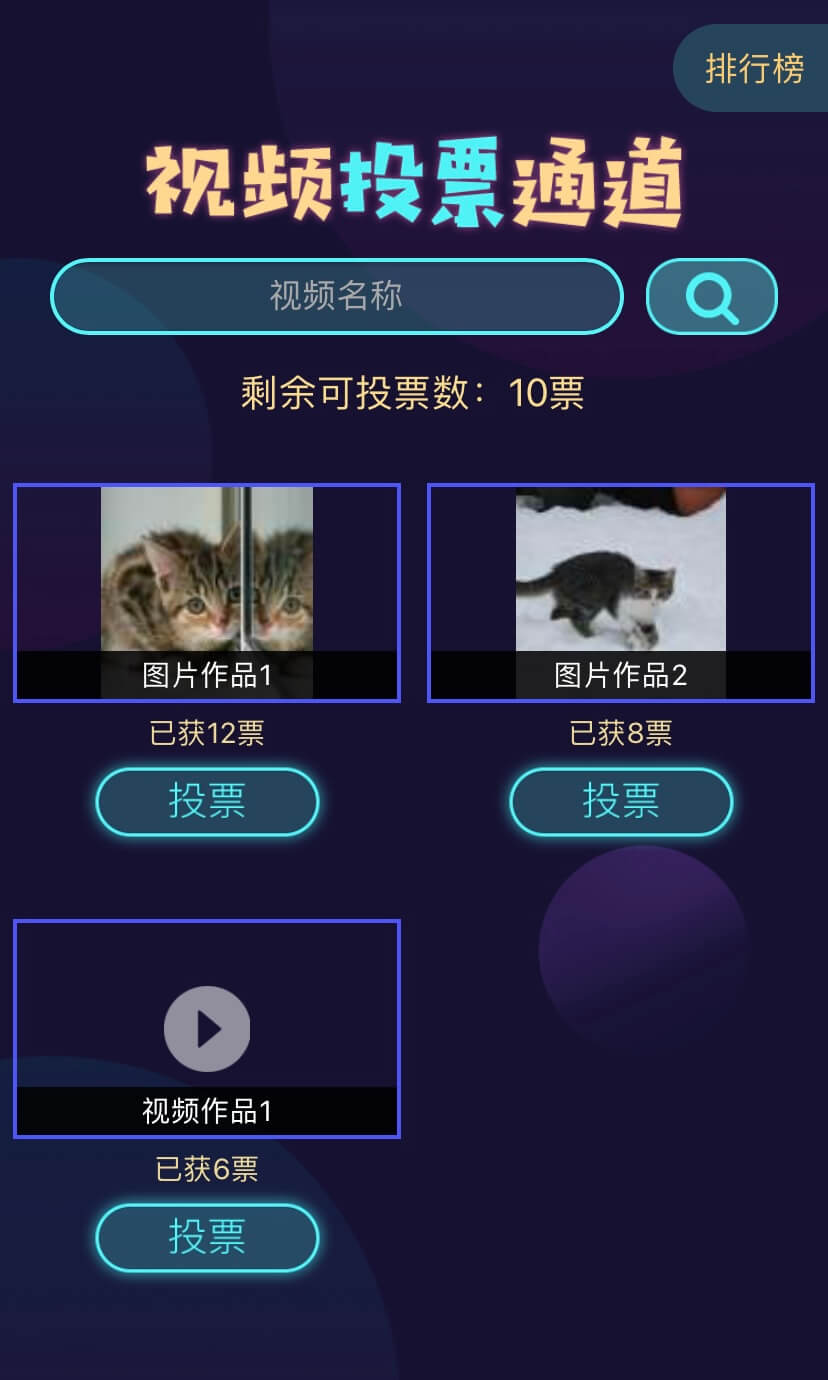 排行榜
视频投票通道
视频名称
剩余可投票数：10票
图片作品1
图片作品2
已获12票
已获8票
投票
投票
视频作品1
已获6票
投票